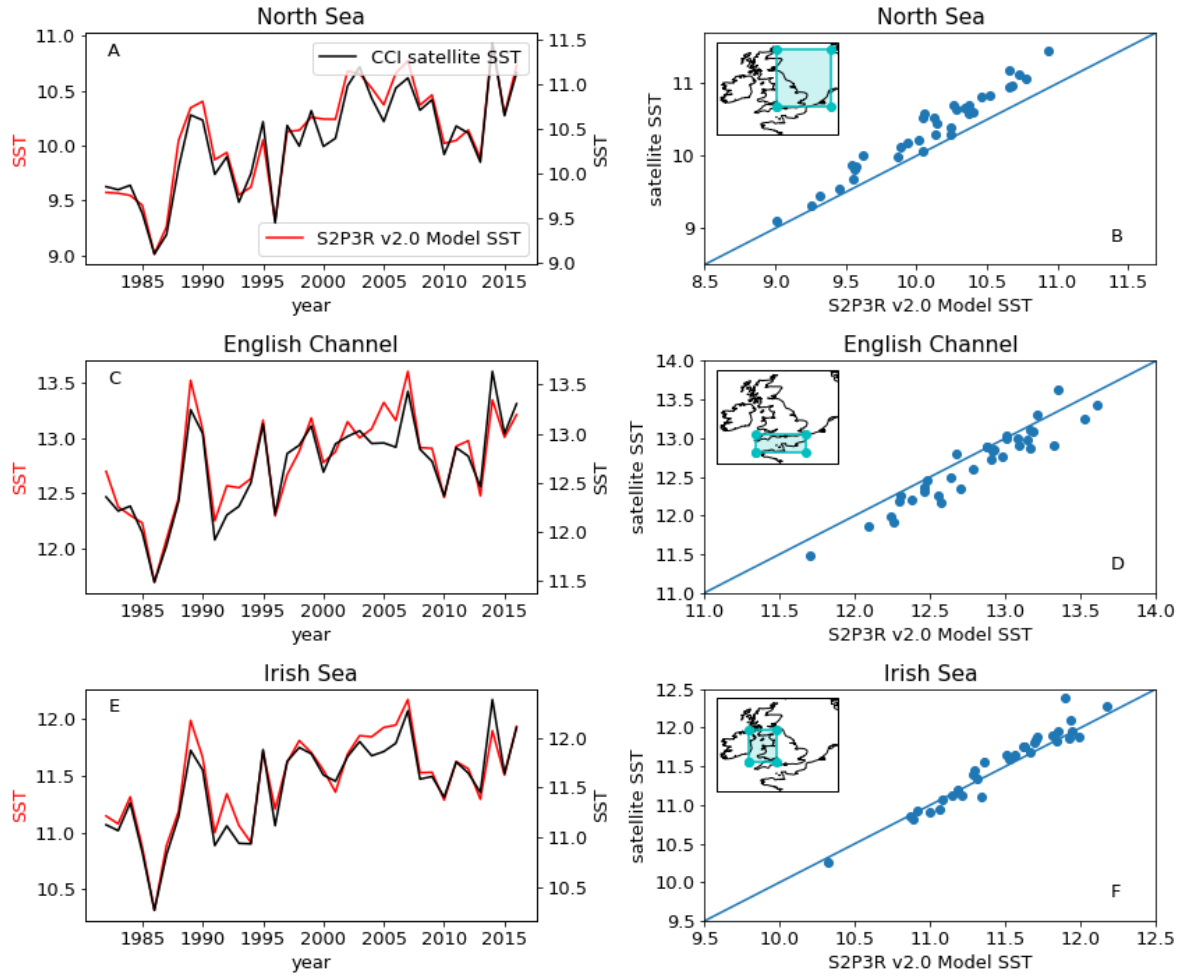 North Sea
A
CCI satellite SST
S2P3R v2.0 Model SST
11.0
10.5
10.0
9.5
9.0
SST
11.5
11.0
10.5
10.0
9.5
9.0
SST
1985 1990 1995 2000 2005 2010 2015
year
North Sea
B
11
10
9
satellite SST
8.5 9.0 9.5 10.0 10.5 11.0 11.5
S2P3R v2.0 Model SST
English Channel
C
13.5
13.0
12.5
12.0
SST
13.5
13.0
12.5
12.0
11.5
SST
1985 1990 1995 2000 2005 2010 2015
year
English Channel
D
14.0
13.5
13.0
12.5
12.0
11.5
11.0
satellite SST
11.0 11.5 12.0 12.5 13.0 13.5 14.0
S2P3R v2.0 Model SST
Irish Sea
E
12.0
11.5
11.0
10.5
SST
12.0
11.5
11.0
10.5
SST
1985 1990 1995 2000 2005 2010 2015
year
Irish Sea
F
12.5
12.0
11.5
11.0
10.5
10.0
9.5
satellite SST
9.5 10.0 10.5 11.0 11.5 12.0 12.5
S2P3R v2.0 Model SST